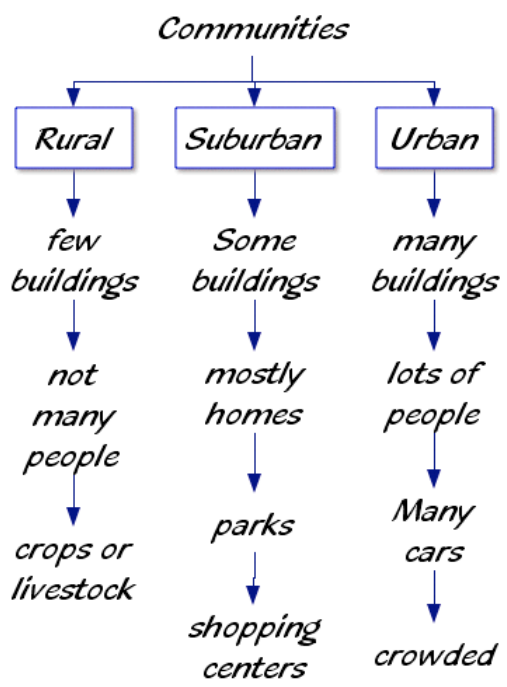 Communities
Rural
Suburban
Urban
few
buildings
not
many
people
crops or
livestock
Some
buildings
mostly
homes
parks
shopping
centers
many
buildings
lots of
people
Many
cars
crowded